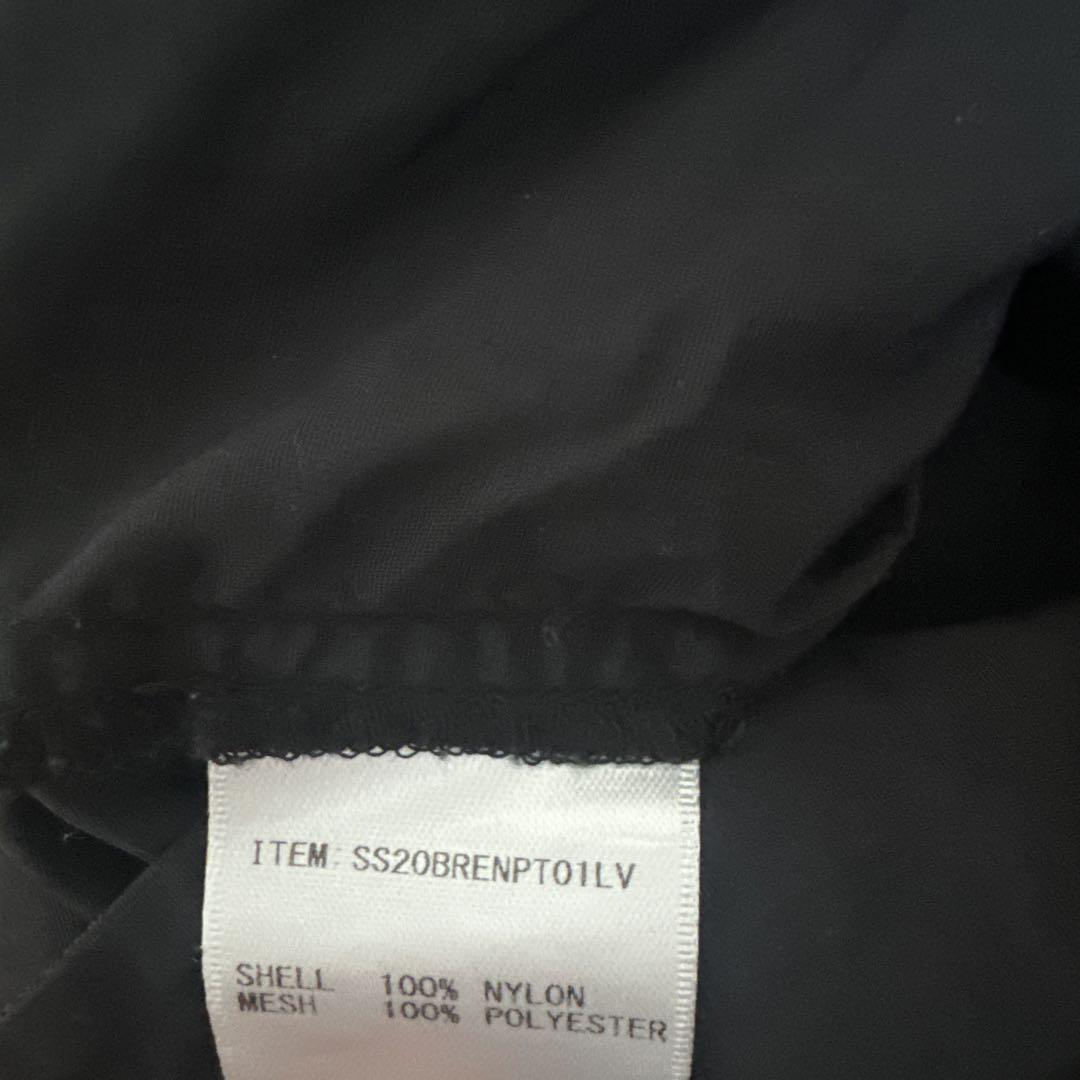 ITEM: SS20BRENPT01LV
SHELL 100% NYLON
MESH 100% POLYESTER